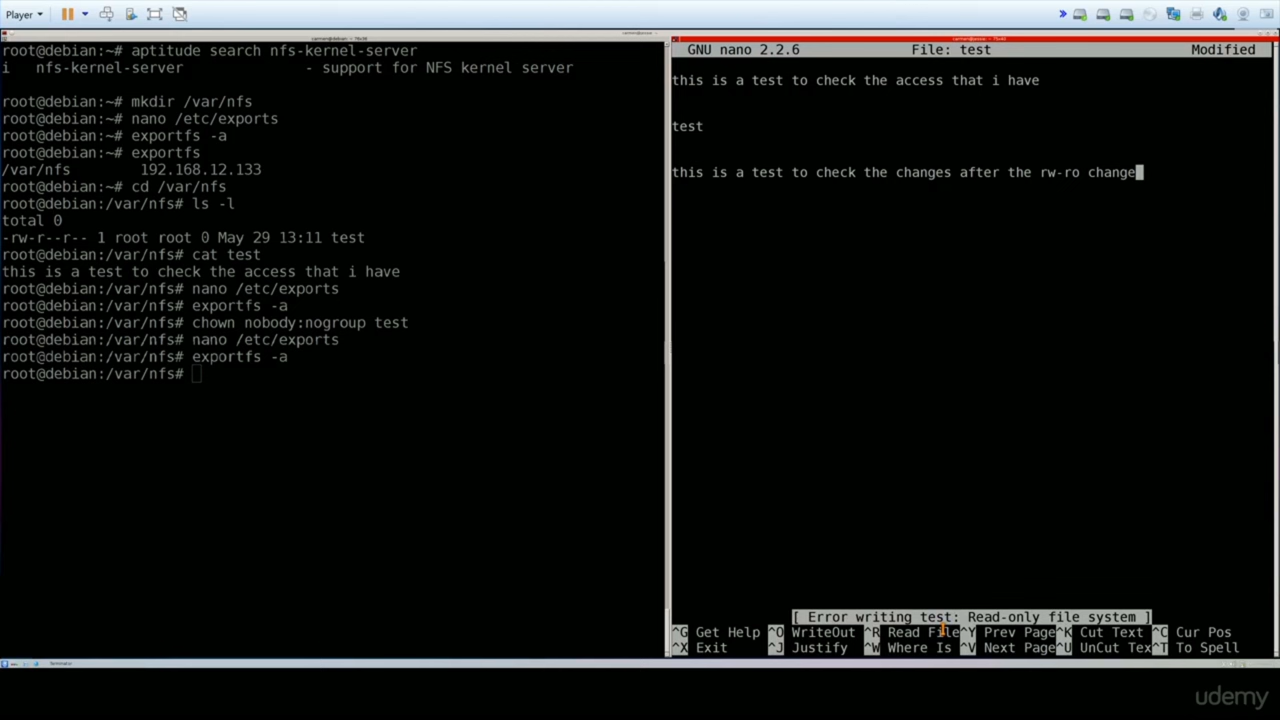 Player
root@debian:~# aptitude search nfs-kernel-server
i   nfs-kernel-server              - support for NFS kernel server
root@debian:~# mkdir /var/nfs
root@debian:~# nano /etc/exports
root@debian:~# exportfs -a
root@debian:~# exportfs
/var/nfs        192.168.12.133
root@debian:~# cd /var/nfs
root@debian:/var/nfs# ls -l
total 0
-rw-r--r-- 1 root root 0 May 29 13:11 test
root@debian:/var/nfs# cat test
this is a test to check the access that i have
root@debian:/var/nfs# nano /etc/exports
root@debian:/var/nfs# exportfs -a
root@debian:/var/nfs# chown nobody:nogroup test
root@debian:/var/nfs# nano /etc/exports
root@debian:/var/nfs# exportfs -a
root@debian:/var/nfs#
GNU nano 2.2.6              File: test                         Modified
this is a test to check the access that i have
test
this is a test to check the changes after the rw-ro change
[ Error writing test: Read-only file system ]
^G Get Help ^O WriteOut ^R Read File ^Y Prev Page ^K Cut Text ^C Cur Pos
^X Exit ^J Justify ^W Where Is ^V Next Page ^U UnCut Tex ^T To Spell
Terminator
udemy